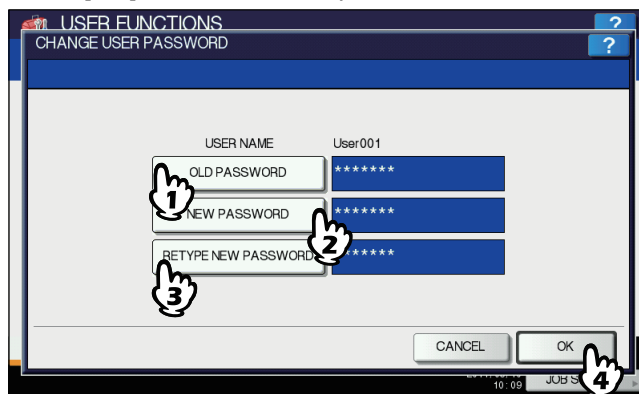 USER FUNCTIONS ?
CHANGE USER PASSWORD ?
USER NAME User001
OLD PASSWORD *******
1
NEW PASSWORD *******
2
RETYPE NEW PASSWORD ******
3
CANCEL OK
4
10:09 JOB S